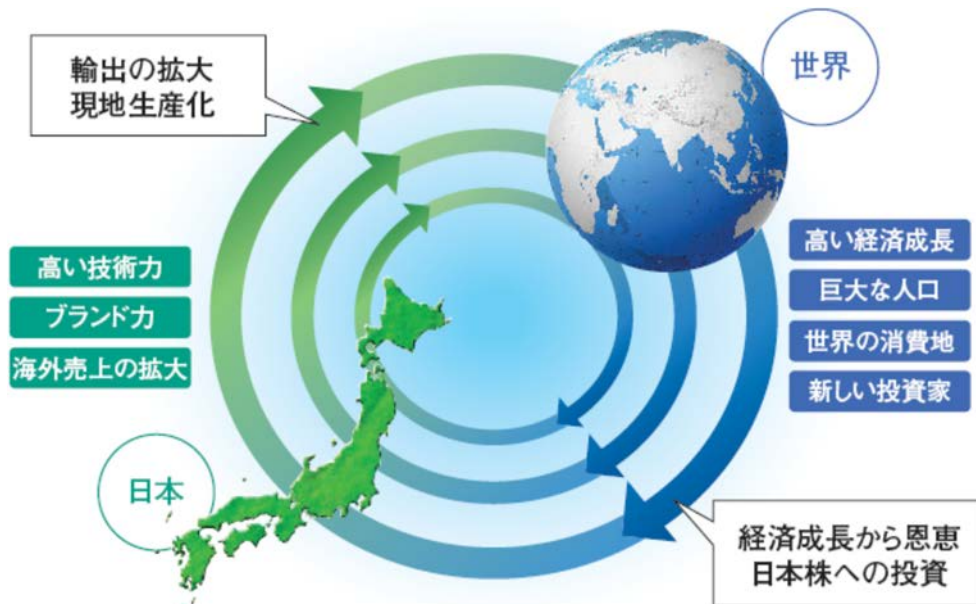 輸出の拡大
現地生産化
世界
高い技術力
ブランド力
海外売上の拡大
高い経済成長
巨大な人口
世界の消費地
新しい投資家
日本
経済成長から恩恵
日本株への投資